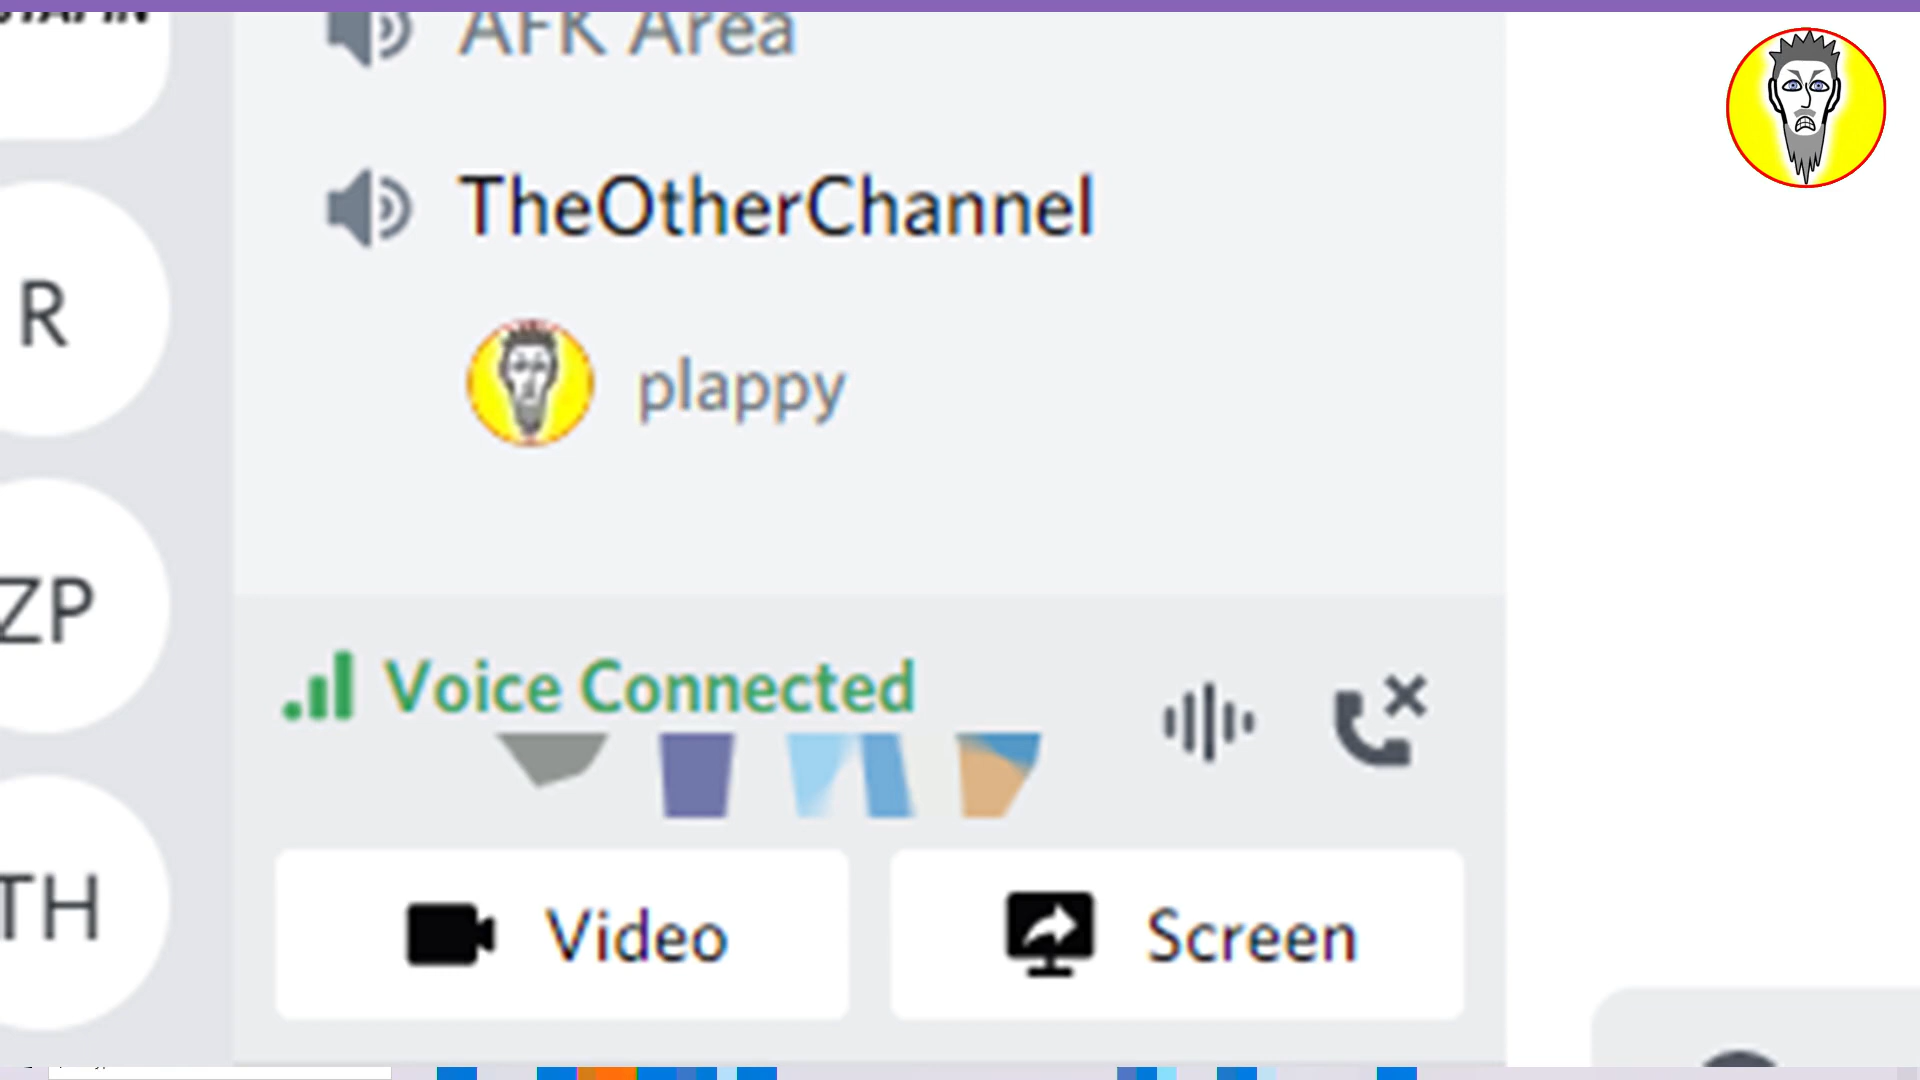 AFK Area
TheOtherChannel
R
plappy
ZP
Voice Connected
TH
Video
Screen